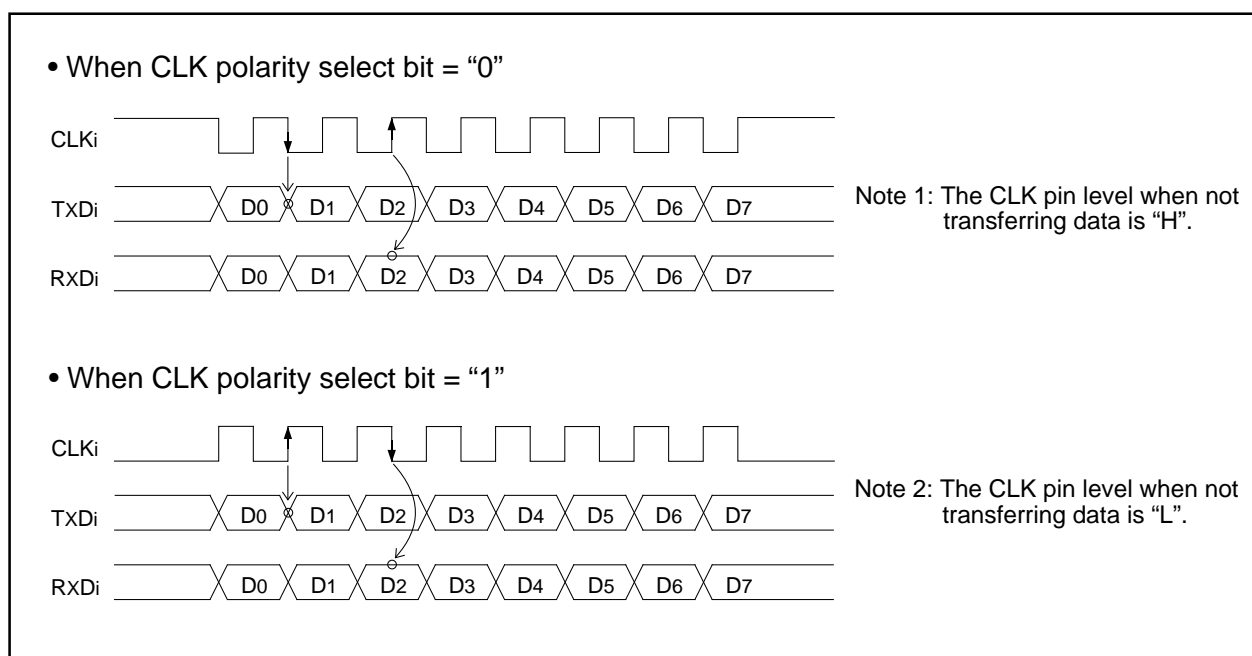 • When CLK polarity select bit = “0”
CLKi
TXDi D0 D1 D2 D3 D4 D5 D6 D7
RXDi D0 D1 D2 D3 D4 D5 D6 D7
Note 1: The CLK pin level when not
transferring data is “H”.
• When CLK polarity select bit = “1”
CLKi
TXDi D0 D1 D2 D3 D4 D5 D6 D7
RXDi D0 D1 D2 D3 D4 D5 D6 D7
Note 2: The CLK pin level when not
transferring data is “L”.